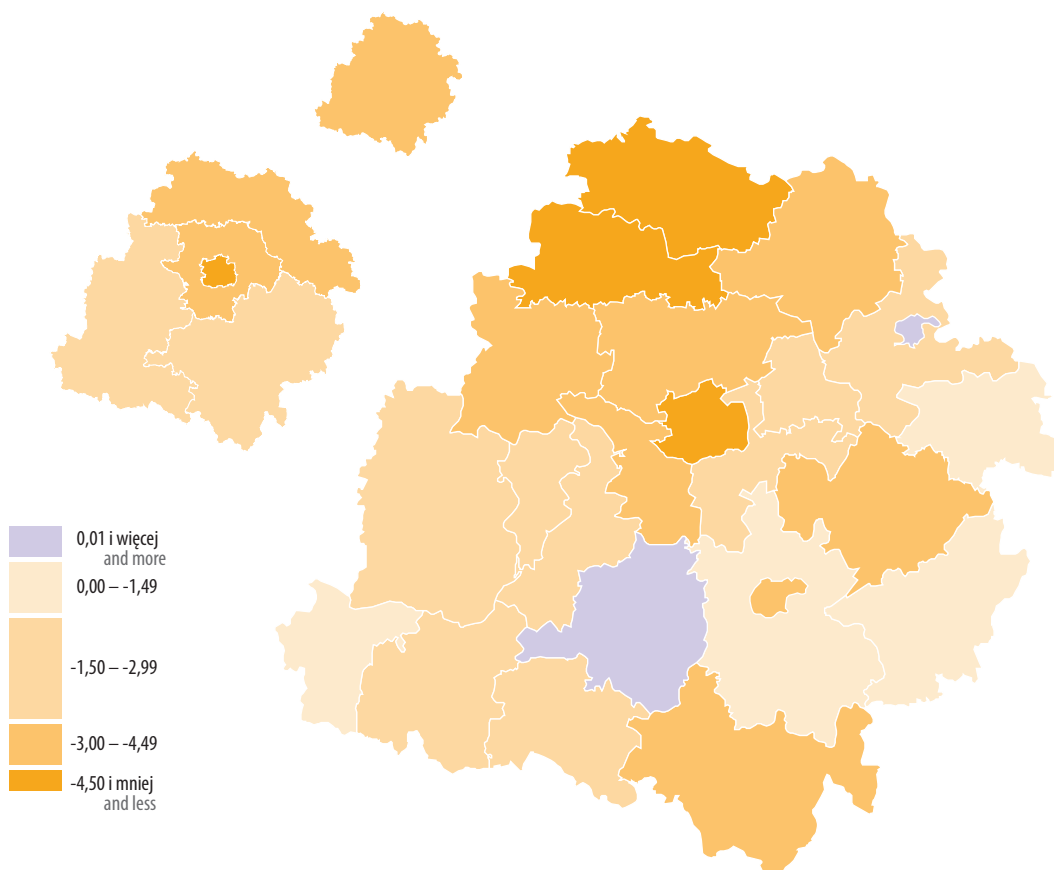 0,01 i więcej
and more
0,00 – -1,49
-1,50 – -2,99
-3,00 – -4,49
-4,50 i mniej
and less